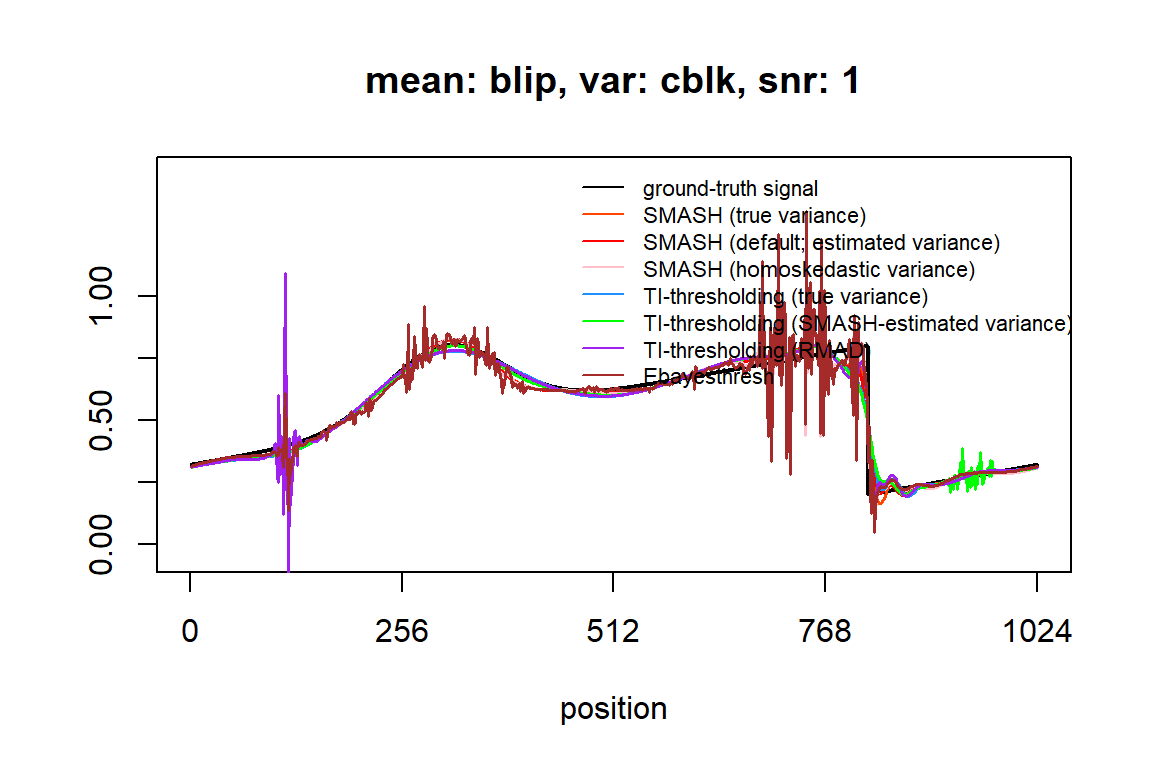 mean: blip, var: cblk, snr: 1
ground-truth signal
SMASH (true variance)
SMASH (default; estimated variance)
SMASH (homoskedastic variance)
TI-thresholding (true variance)
TI-thresholding (SMASH-estimated variance)
TI-thresholding (RMAD)
Ebayesthresh
1.00
0.50
0.00
0 256 512 768 1024
position